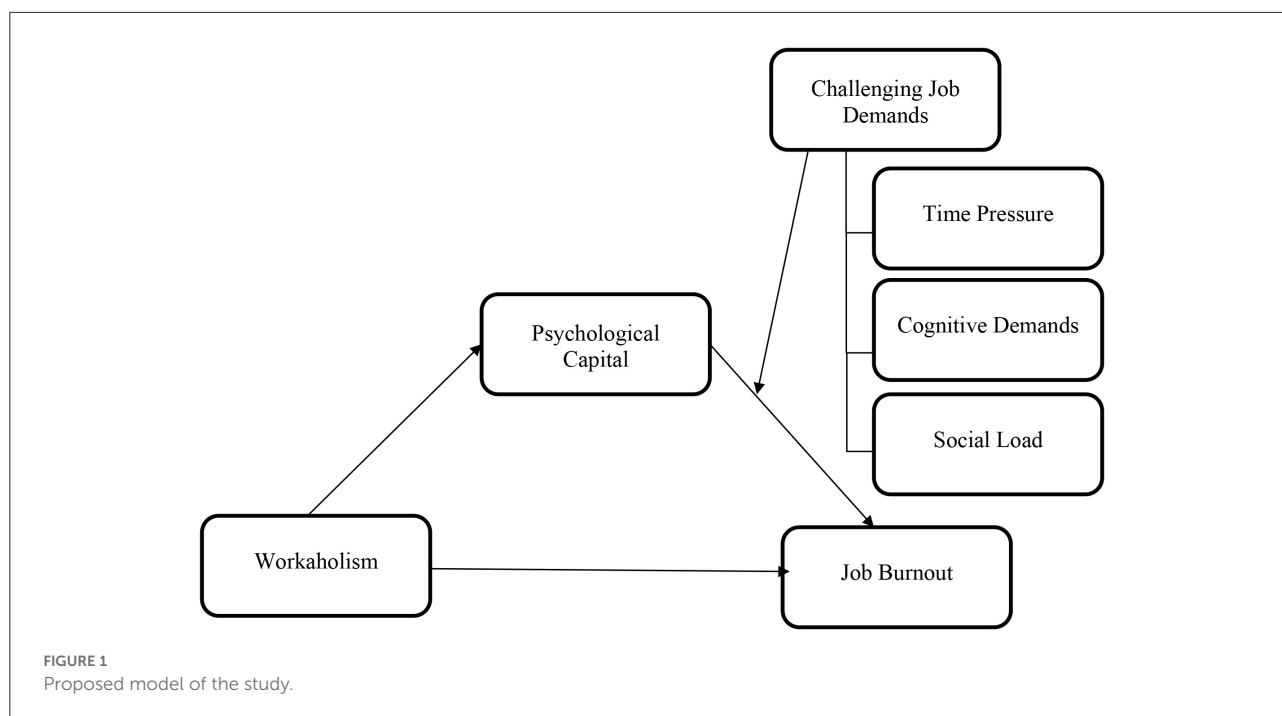 Challenging Job
Demands
Time Pressure
Psychological
Capital
Cognitive Demands
Social Load
Workaholism
Job Burnout
FIGURE 1
Proposed model of the study.